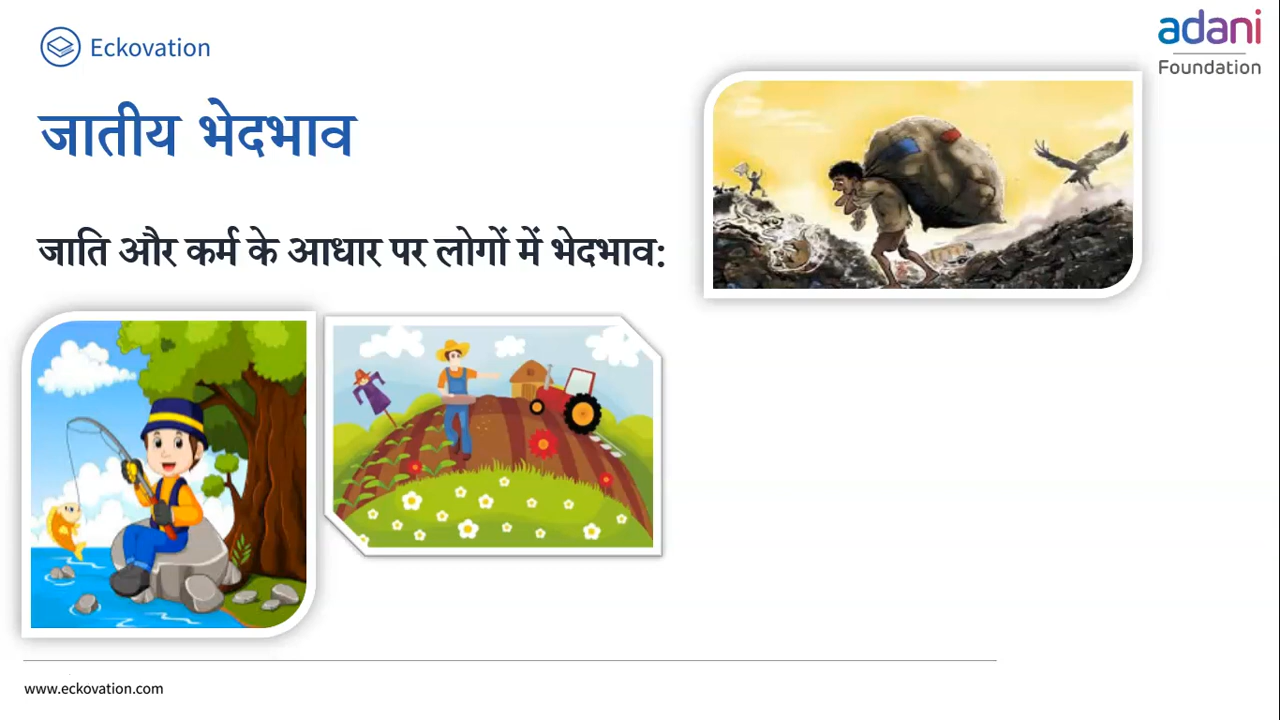 Eckovation
adani
Foundation
जातीय भेदभाव
जाति और कर्म के आधार पर लोगों में भेदभाव:
www.eckovation.com